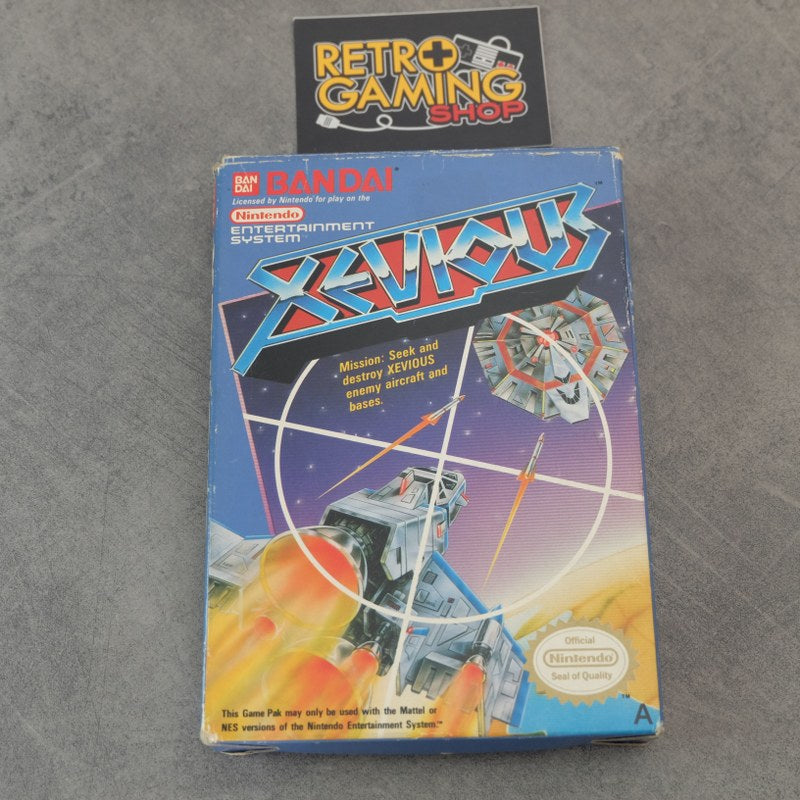 RETRO
GAMING
SHOP
BAN
DAI
BANDAI®
Licensed by Nintendo® for play on the
Nintendo
ENTERTAINMENT
SYSTEM™
XEVIOUS™
Mission: Seek and
destroy XEVIOUS
enemy aircraft and
bases.
Official
Nintendo
Seal of Quality
™
A
This Game Pak may only be used with the Mattel or
NES versions of the Nintendo Entertainment System.™